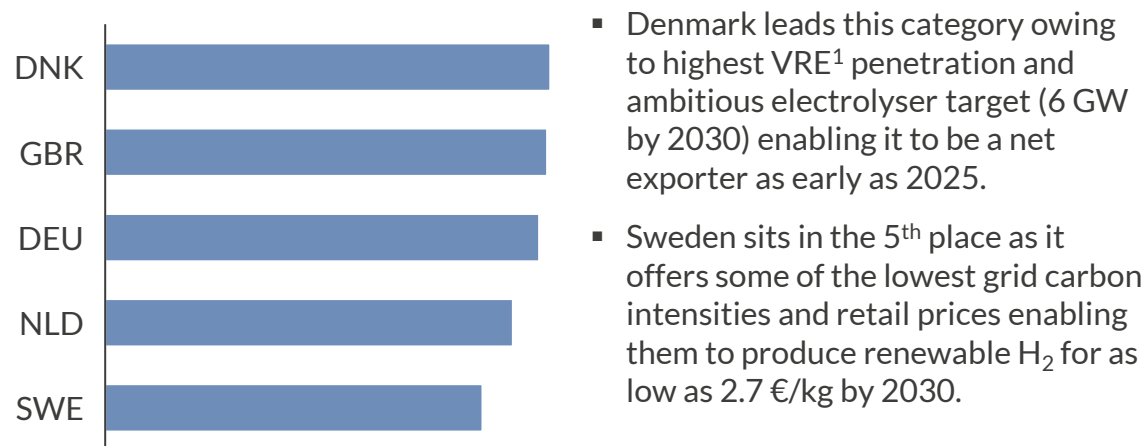 DNK
GBR
DEU
NLD
SWE
▪ Denmark leads this category owing
to highest VRE¹ penetration and
ambitious electrolyser target (6 GW
by 2030) enabling it to be a net
exporter as early as 2025.
▪ Sweden sits in the 5ᵗʰ place as it
offers some of the lowest grid carbon
intensities and retail prices enabling
them to produce renewable H₂ for as
low as 2.7 €/kg by 2030.